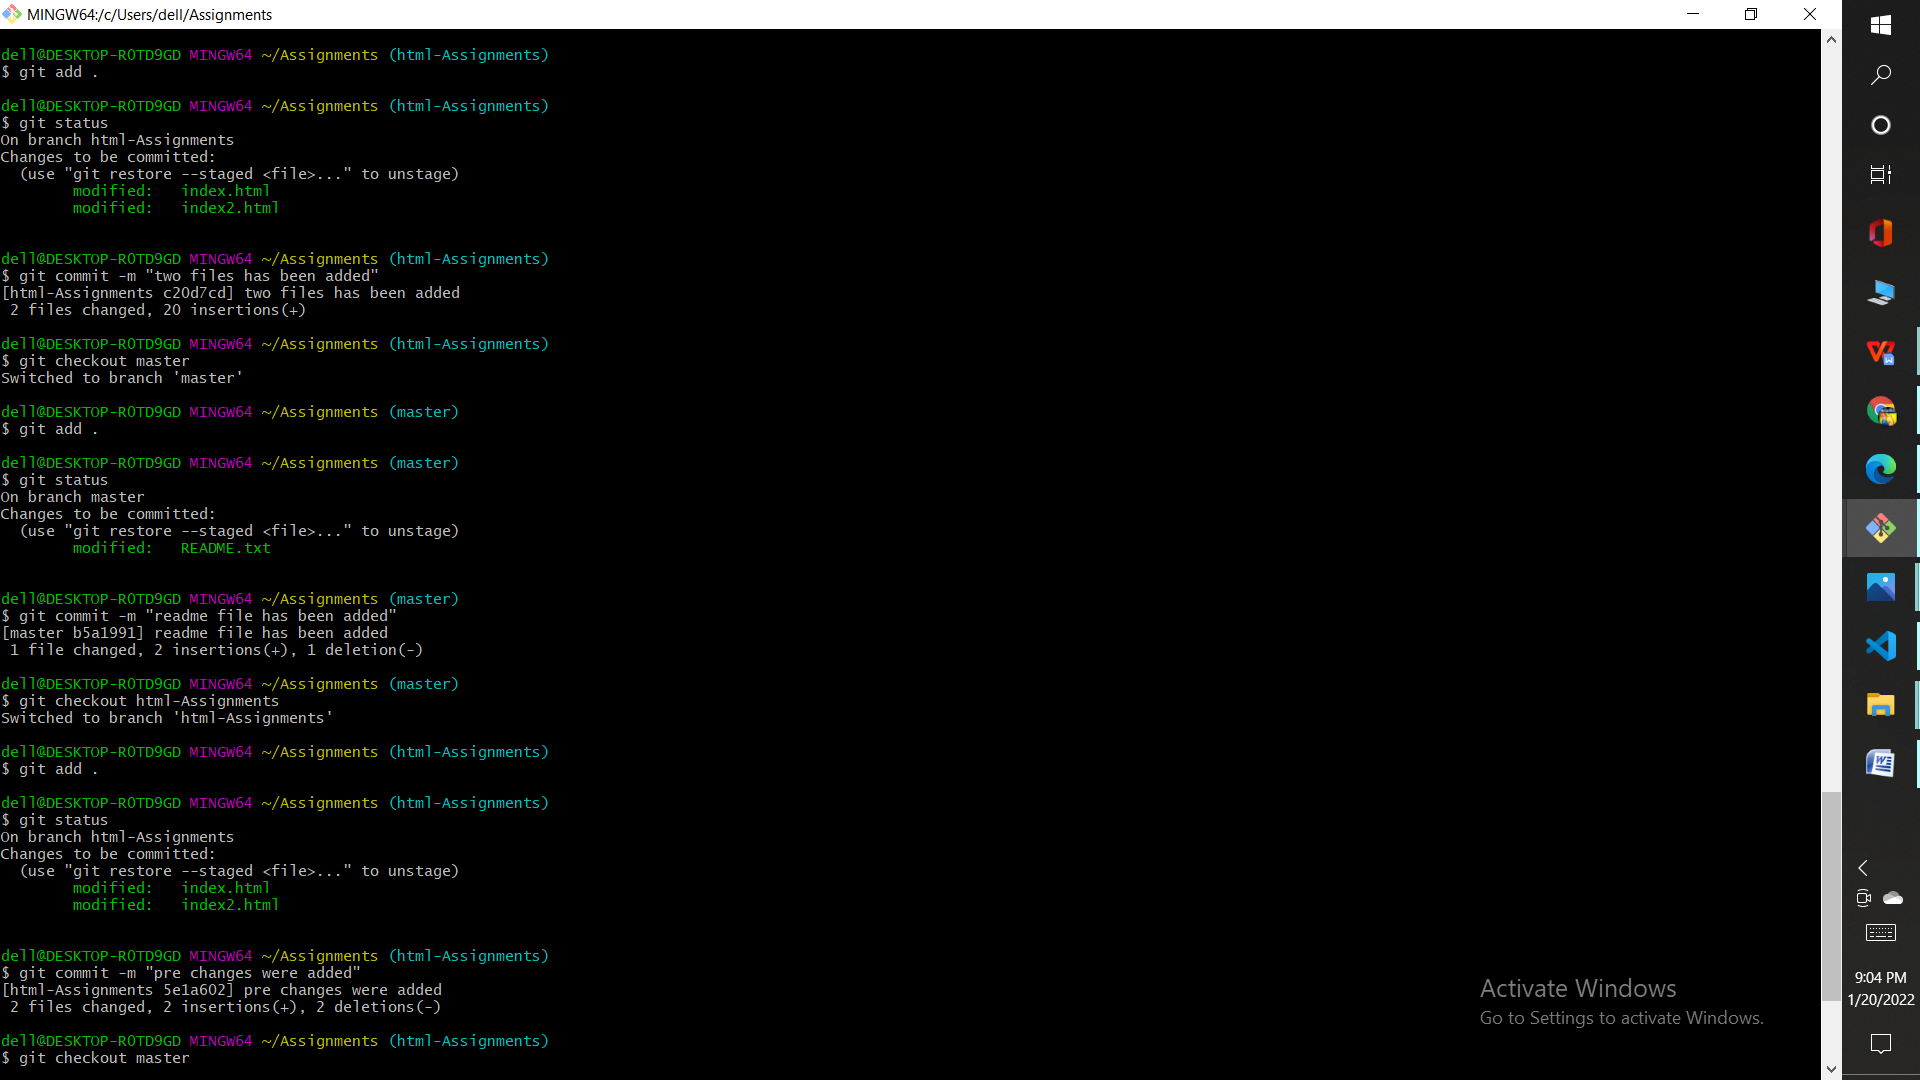 MINGW64:/c/Users/dell/Assignments
dell@DESKTOP-R0TD9GD MINGW64 ~/Assignments (html-Assignments)
$ git add .
dell@DESKTOP-R0TD9GD MINGW64 ~/Assignments (html-Assignments)
$ git status
On branch html-Assignments
Changes to be committed:
  (use "git restore --staged <file>..." to unstage)
        modified:   index.html
        modified:   index2.html
dell@DESKTOP-R0TD9GD MINGW64 ~/Assignments (html-Assignments)
$ git commit -m "two files has been added"
[html-Assignments c20d7cd] two files has been added
 2 files changed, 20 insertions(+)
dell@DESKTOP-R0TD9GD MINGW64 ~/Assignments (html-Assignments)
$ git checkout master
Switched to branch 'master'
dell@DESKTOP-R0TD9GD MINGW64 ~/Assignments (master)
$ git add .
dell@DESKTOP-R0TD9GD MINGW64 ~/Assignments (master)
$ git status
On branch master
Changes to be committed:
  (use "git restore --staged <file>..." to unstage)
        modified:   README.txt
dell@DESKTOP-R0TD9GD MINGW64 ~/Assignments (master)
$ git commit -m "readme file has been added"
[master b5a1991] readme file has been added
 1 file changed, 2 insertions(+), 1 deletion(-)
dell@DESKTOP-R0TD9GD MINGW64 ~/Assignments (master)
$ git checkout html-Assignments
Switched to branch 'html-Assignments'
dell@DESKTOP-R0TD9GD MINGW64 ~/Assignments (html-Assignments)
$ git add .
dell@DESKTOP-R0TD9GD MINGW64 ~/Assignments (html-Assignments)
$ git status
On branch html-Assignments
Changes to be committed:
  (use "git restore --staged <file>..." to unstage)
        modified:   index.html
        modified:   index2.html
dell@DESKTOP-R0TD9GD MINGW64 ~/Assignments (html-Assignments)
$ git commit -m "pre changes were added"
[html-Assignments 5e1a602] pre changes were added
 2 files changed, 2 insertions(+), 2 deletions(-)
dell@DESKTOP-R0TD9GD MINGW64 ~/Assignments (html-Assignments)
$ git checkout master
Activate Windows
Go to Settings to activate Windows.
9:04 PM
1/20/2022